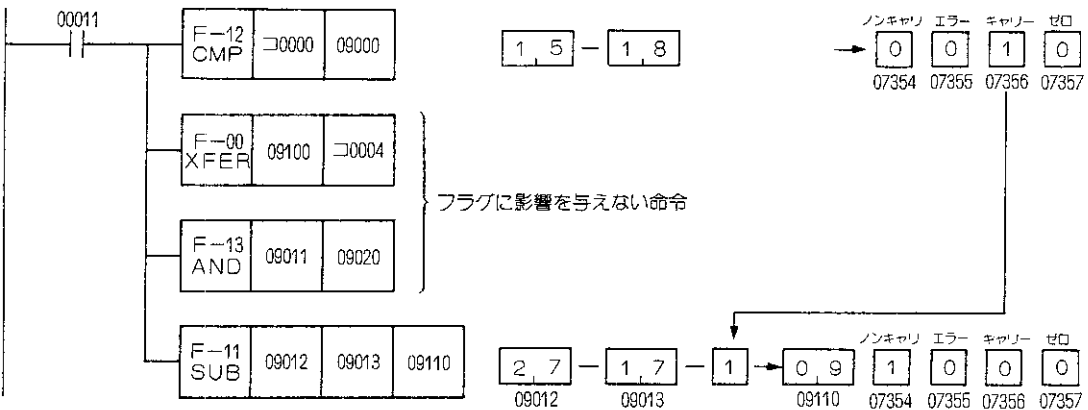 00011
F-12
CMP
コ0000
09000
1 5 - 1 8
ノンキャリ エラー キャリー ゼロ
0 0 1 0
07354 07355 07356 07357
F-00
XFER
09100
コ0004
フラグに影響を与えない命令
F-13
AND
09011
09020
F-11
SUB
09012
09013
09110
2 7 - 1 7 - 1 → 0 9
09012 09013 09110
ノンキャリ エラー キャリー ゼロ
1 0 0 0
07354 07355 07356 07357